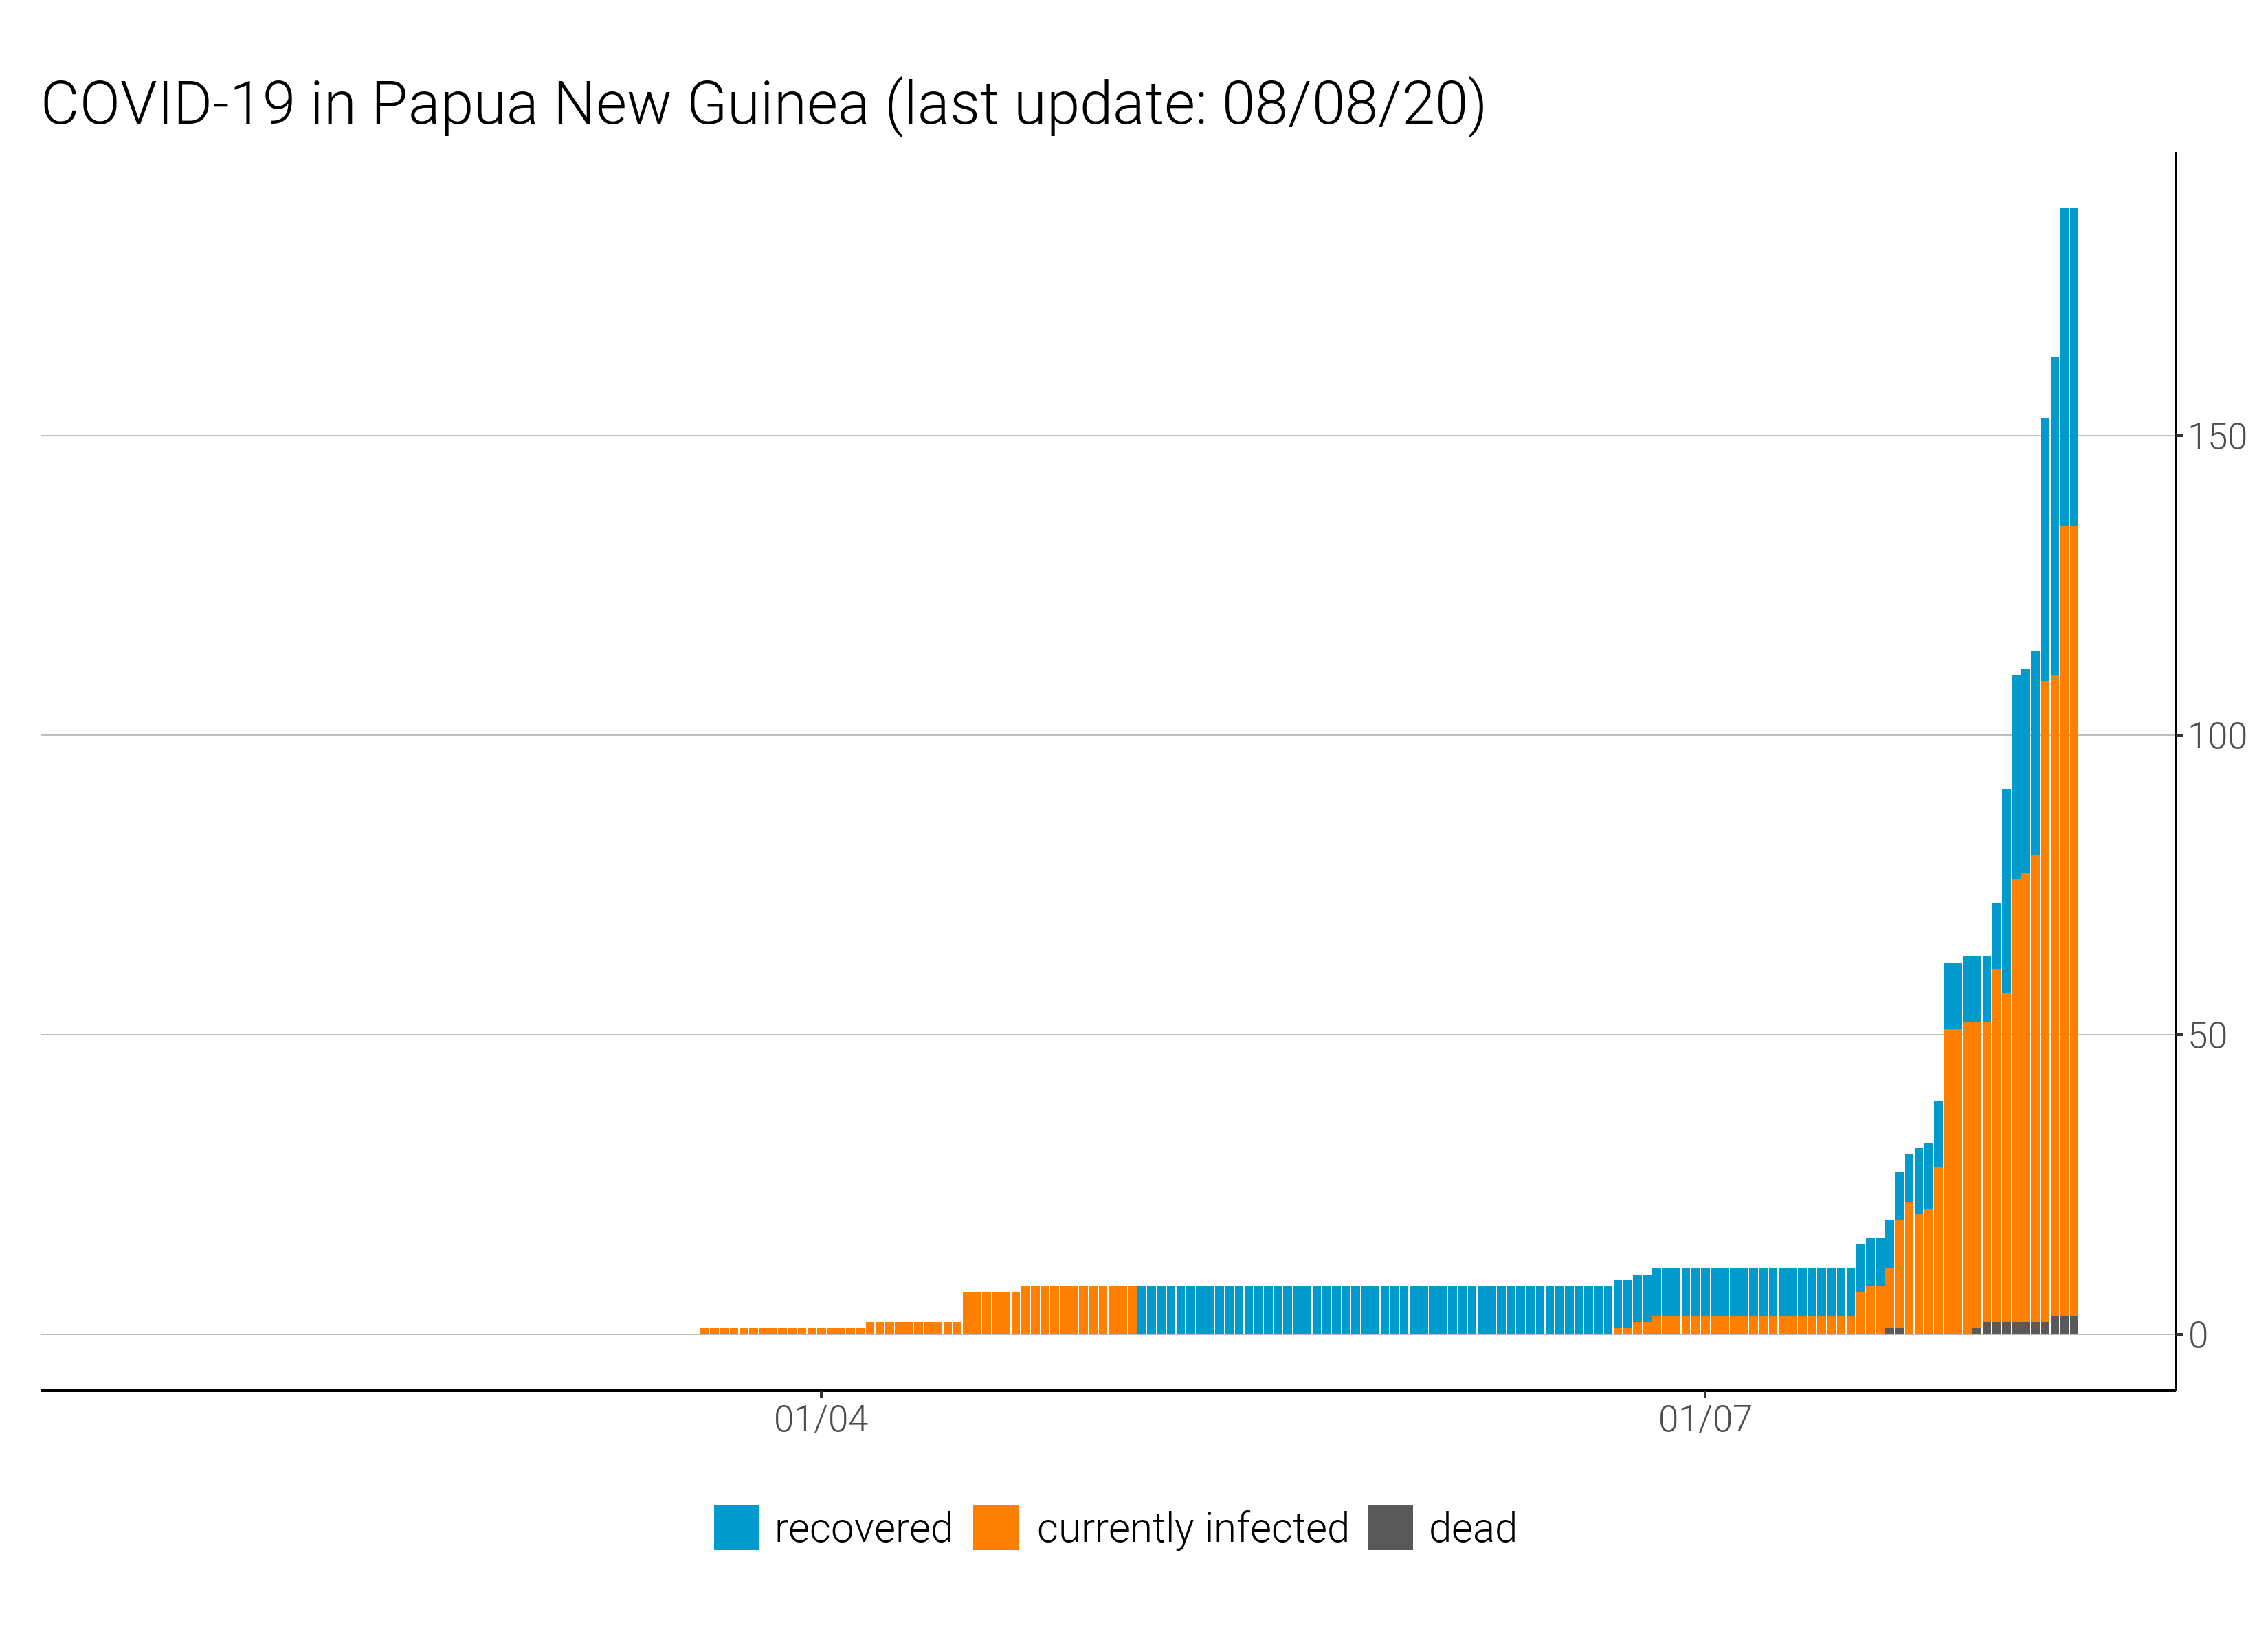 COVID-19 in Papua New Guinea (last update: 08/08/20)
150
100
50
0
01/04 01/07
recovered currently infected dead